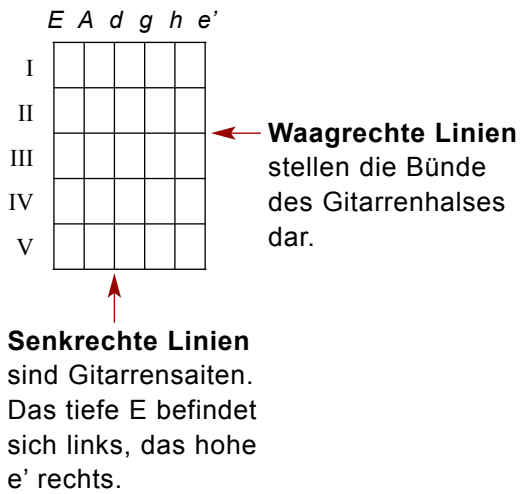 E A d g h e’
I
II
III
IV
V
Waagrechte Linien
stellen die Bünde
des Gitarrenhalses
dar.
Senkrechte Linien
sind Gitarrensaiten.
Das tiefe E befindet
sich links, das hohe
e’ rechts.